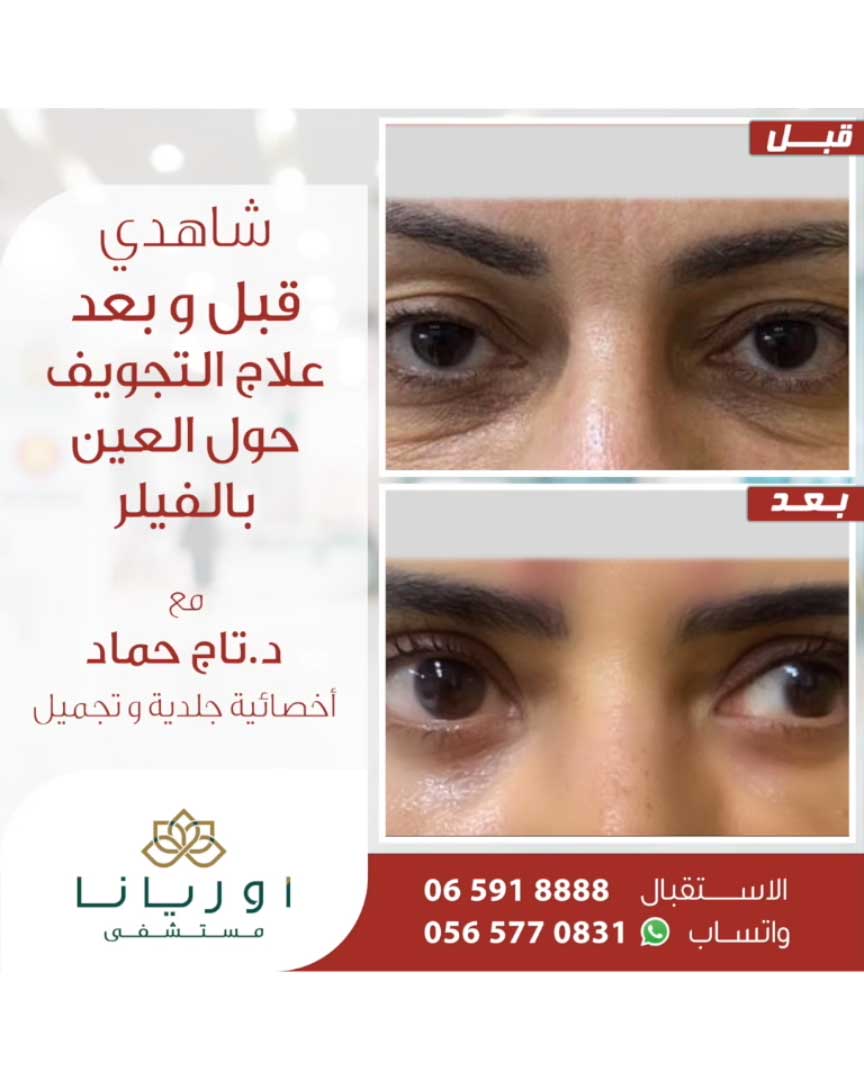 شاهدي
قبل و بعد
علاج التجويف
حول العين
بالفيلر
مع
د.تاج حماد
أخصائية جلدية و تجميل
اوريانا
مستشفى
قبل
بعد
الاستقبال 06 591 8888
واتساب 056 577 0831